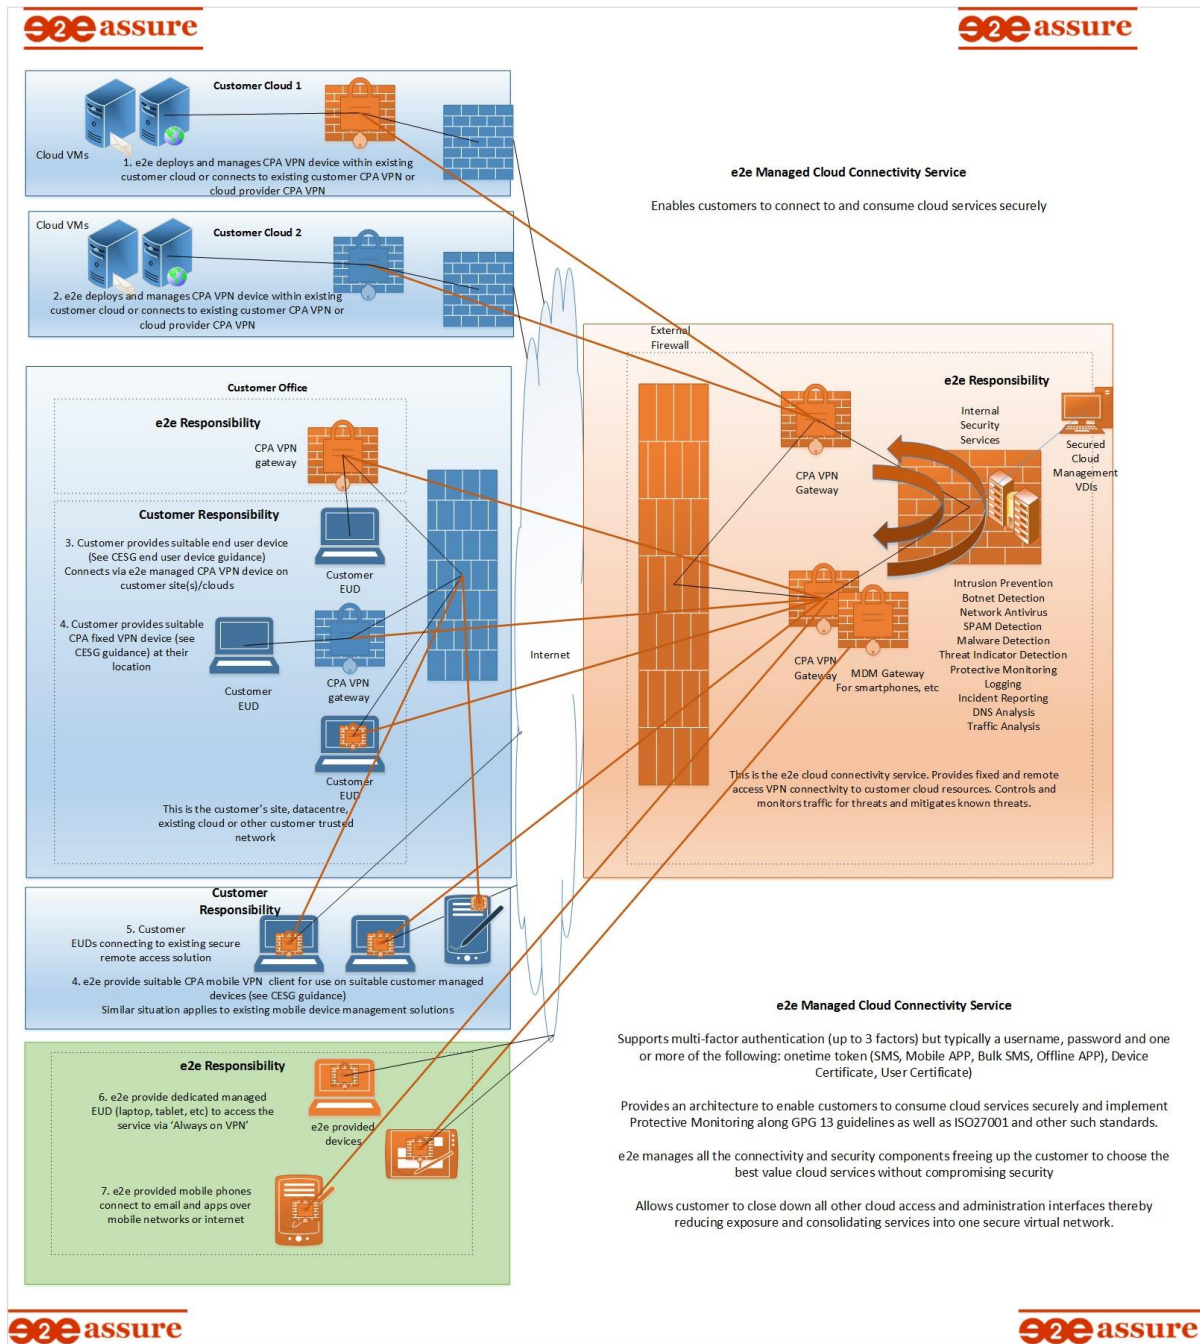 e2e assure
e2e assure
Customer Cloud 1
Cloud VMs
1. e2e deploys and manages CPA VPN device within existing
customer cloud or connects to existing customer CPA VPN or
cloud provider CPA VPN
Cloud VMs
Customer Cloud 2
2. e2e deploys and manages CPA VPN device within existing
customer cloud or connects to existing customer CPA VPN or
cloud provider CPA VPN
e2e Managed Cloud Connectivity Service
Enables customers to connect to and consume cloud services securely
Customer Office
e2e Responsibility
CPA VPN
gateway
Customer Responsibility
3. Customer provides suitable end user device
(See CESG end user device guidance)
Connects via e2e managed CPA VPN device on
customer site(s)/clouds
Customer
EUD
4. Customer provides suitable
CPA fixed VPN device (see
CESG guidance) at their
location
Customer
EUD
CPA VPN
gateway
Customer
EUD
This is the customer's site, datacentre,
existing cloud or other customer trusted
network
Internet
External
Firewall
e2e Responsibility
Internal
Security
Services
Secured
Cloud
Management
VDIs
CPA VPN
Gateway
CPA VPN
Gateway
MDM Gateway
For smartphones, etc
Intrusion Prevention
Botnet Detection
Network Antivirus
SPAM Detection
Malware Detection
Threat Indicator Detection
Protective Monitoring
Logging
Incident Reporting
DNS Analysis
Traffic Analysis
This is the e2e cloud connectivity service. Provides fixed and remote
access VPN connectivity to customer cloud resources. Controls and
monitors traffic for threats and mitigates known threats.
Customer
Responsibility
5. Customer
EUDs connecting to existing secure
remote access solution
4. e2e provide suitable CPA mobile VPN client for use on suitable customer managed
devices (see CESG guidance)
Similar situation applies to existing mobile device management solutions
e2e Responsibility
6. e2e provide dedicated managed
EUD (laptop, tablet, etc) to access the
service via 'Always on VPN'
e2e provided
devices
7. e2e provided mobile phones
connect to email and apps over
mobile networks or internet
e2e Managed Cloud Connectivity Service
Supports multi-factor authentication (up to 3 factors) but typically a username, password and one
or more of the following: onetime token (SMS, Mobile APP, Bulk SMS, Offline APP), Device
Certificate, User Certificate)
Provides an architecture to enable customers to consume cloud services securely and implement
Protective Monitoring along GPG 13 guidelines as well as ISO27001 and other such standards.
e2e manages all the connectivity and security components freeing up the customer to choose the
best value cloud services without compromising security
Allows customer to close down all other cloud access and administration interfaces thereby
reducing exposure and consolidating services into one secure virtual network.
e2e assure
e2e assure